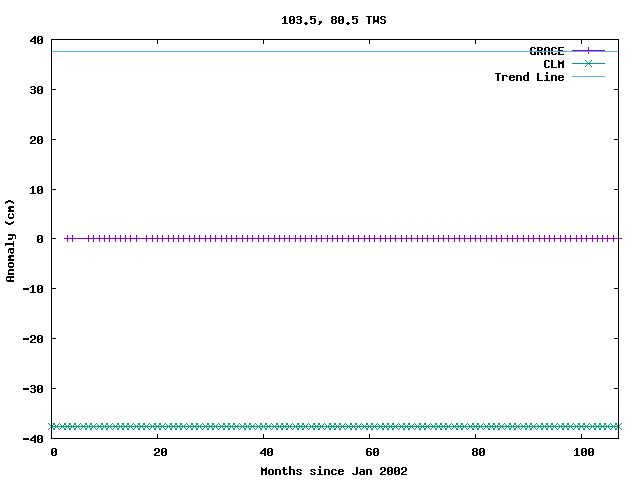 103.5, 80.5 TWS
40
30
20
10
0
-10
-20
-30
-40
Anomaly (cm)
GRACE
CLM
Trend Line
0 20 40 60 80 100
Months since Jan 2002